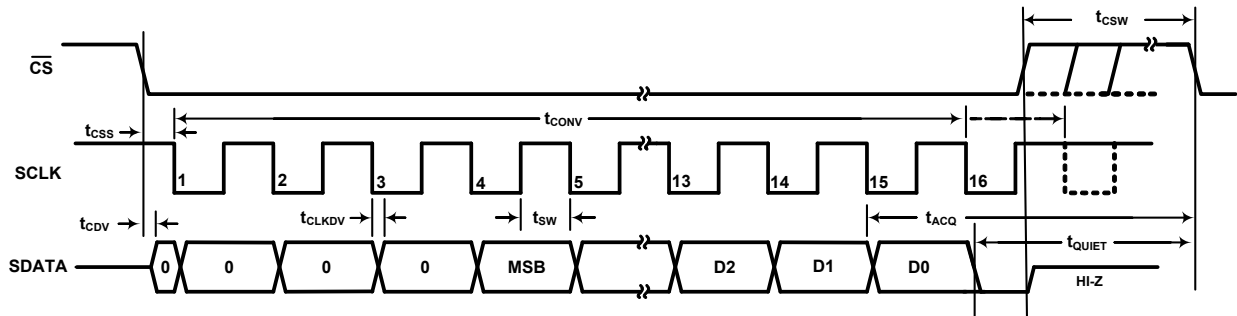 tCSW
CS
tCONV
tCSS
SCLK
1 2 3 4 5 13 14 15 16
tCDV
tCLKDV
tSW
tACQ
tQUIET
SDATA
0 0 0 0 0 MSB D2 D1 D0
HI-Z